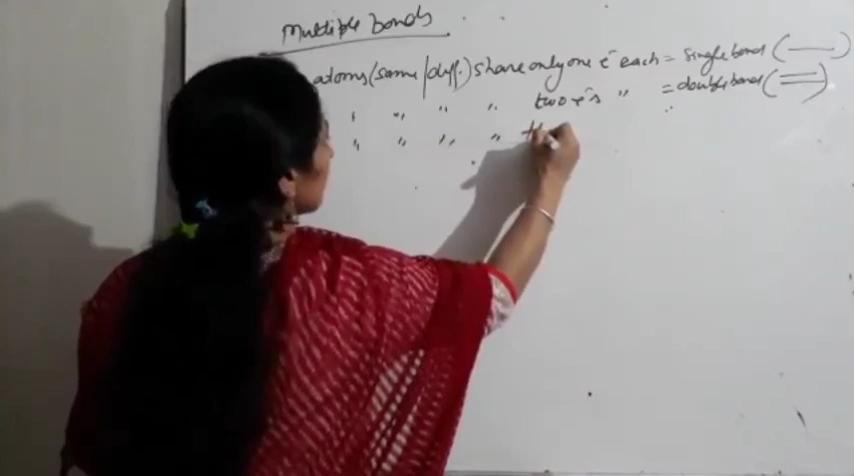 Multiple bonds
atoms (same/diff.) share only one e⁻ each = single bond (—)
" " " " two e⁻s " = double bond (=)
" " " "